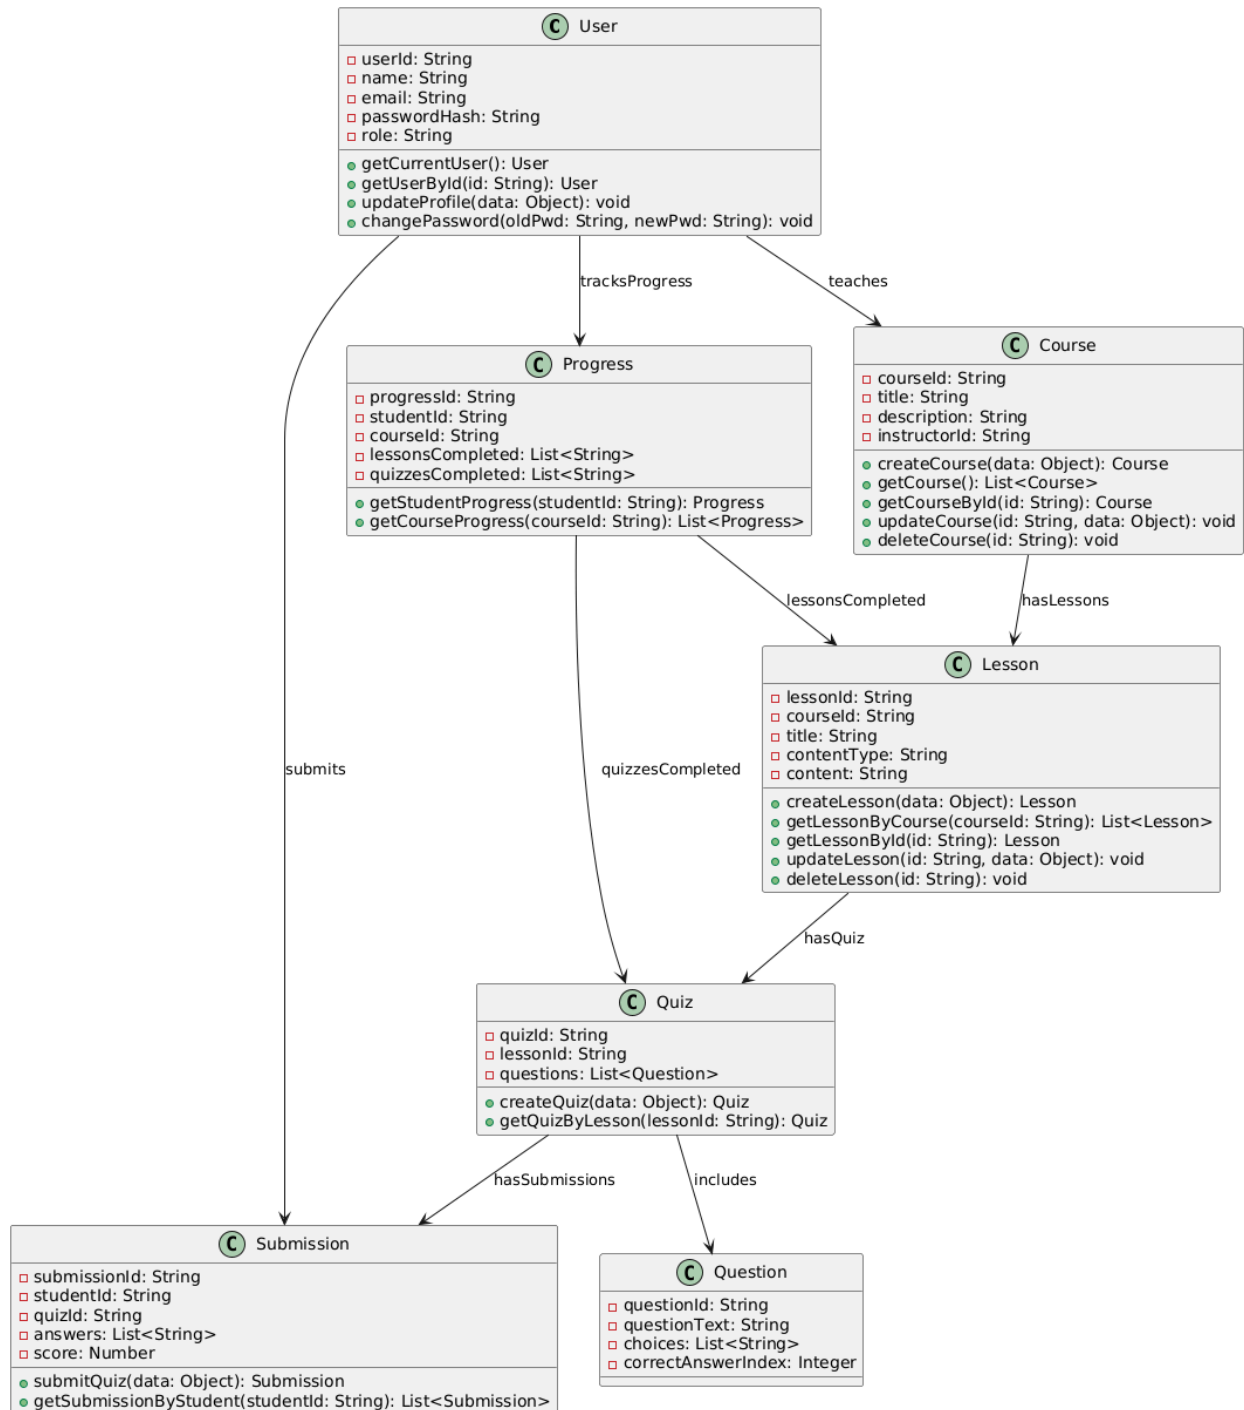 C User
userId: String
name: String
email: String
passwordHash: String
role: String
getCurrentUser(): User
getUserById(id: String): User
updateProfile(data: Object): void
changePassword(oldPwd: String, newPwd: String): void
tracksProgress
teaches
C Progress
progressId: String
studentId: String
courseId: String
lessonsCompleted: List<String>
quizzesCompleted: List<String>
getStudentProgress(studentId: String): Progress
getCourseProgress(courseId: String): List<Progress>
C Course
courseId: String
title: String
description: String
instructorId: String
createCourse(data: Object): Course
getCourse(): List<Course>
getCourseById(id: String): Course
updateCourse(id: String, data: Object): void
deleteCourse(id: String): void
lessonsCompleted
hasLessons
C Lesson
lessonId: String
courseId: String
title: String
contentType: String
content: String
createLesson(data: Object): Lesson
getLessonByCourse(courseId: String): List<Lesson>
getLessonById(id: String): Lesson
updateLesson(id: String, data: Object): void
deleteLesson(id: String): void
submits
quizzesCompleted
hasQuiz
C Quiz
quizId: String
lessonId: String
questions: List<Question>
createQuiz(data: Object): Quiz
getQuizByLesson(lessonId: String): Quiz
hasSubmissions
includes
C Submission
submissionId: String
studentId: String
quizId: String
answers: List<String>
score: Number
submitQuiz(data: Object): Submission
getSubmissionByStudent(studentId: String): List<Submission>
C Question
questionId: String
questionText: String
choices: List<String>
correctAnswerIndex: Integer